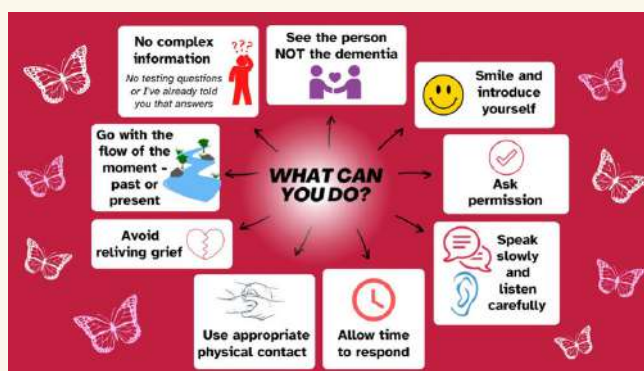 No complex
information
No testing questions
or I've already told
you that answers
???
See the person
NOT the dementia
Smile and
introduce
yourself
Go with the
flow of the
moment -
past or
present
WHAT CAN
YOU DO?
Ask
permission
Avoid
reliving grief
Speak
slowly
and
listen
carefully
Use appropriate
physical contact
Allow time
to respond